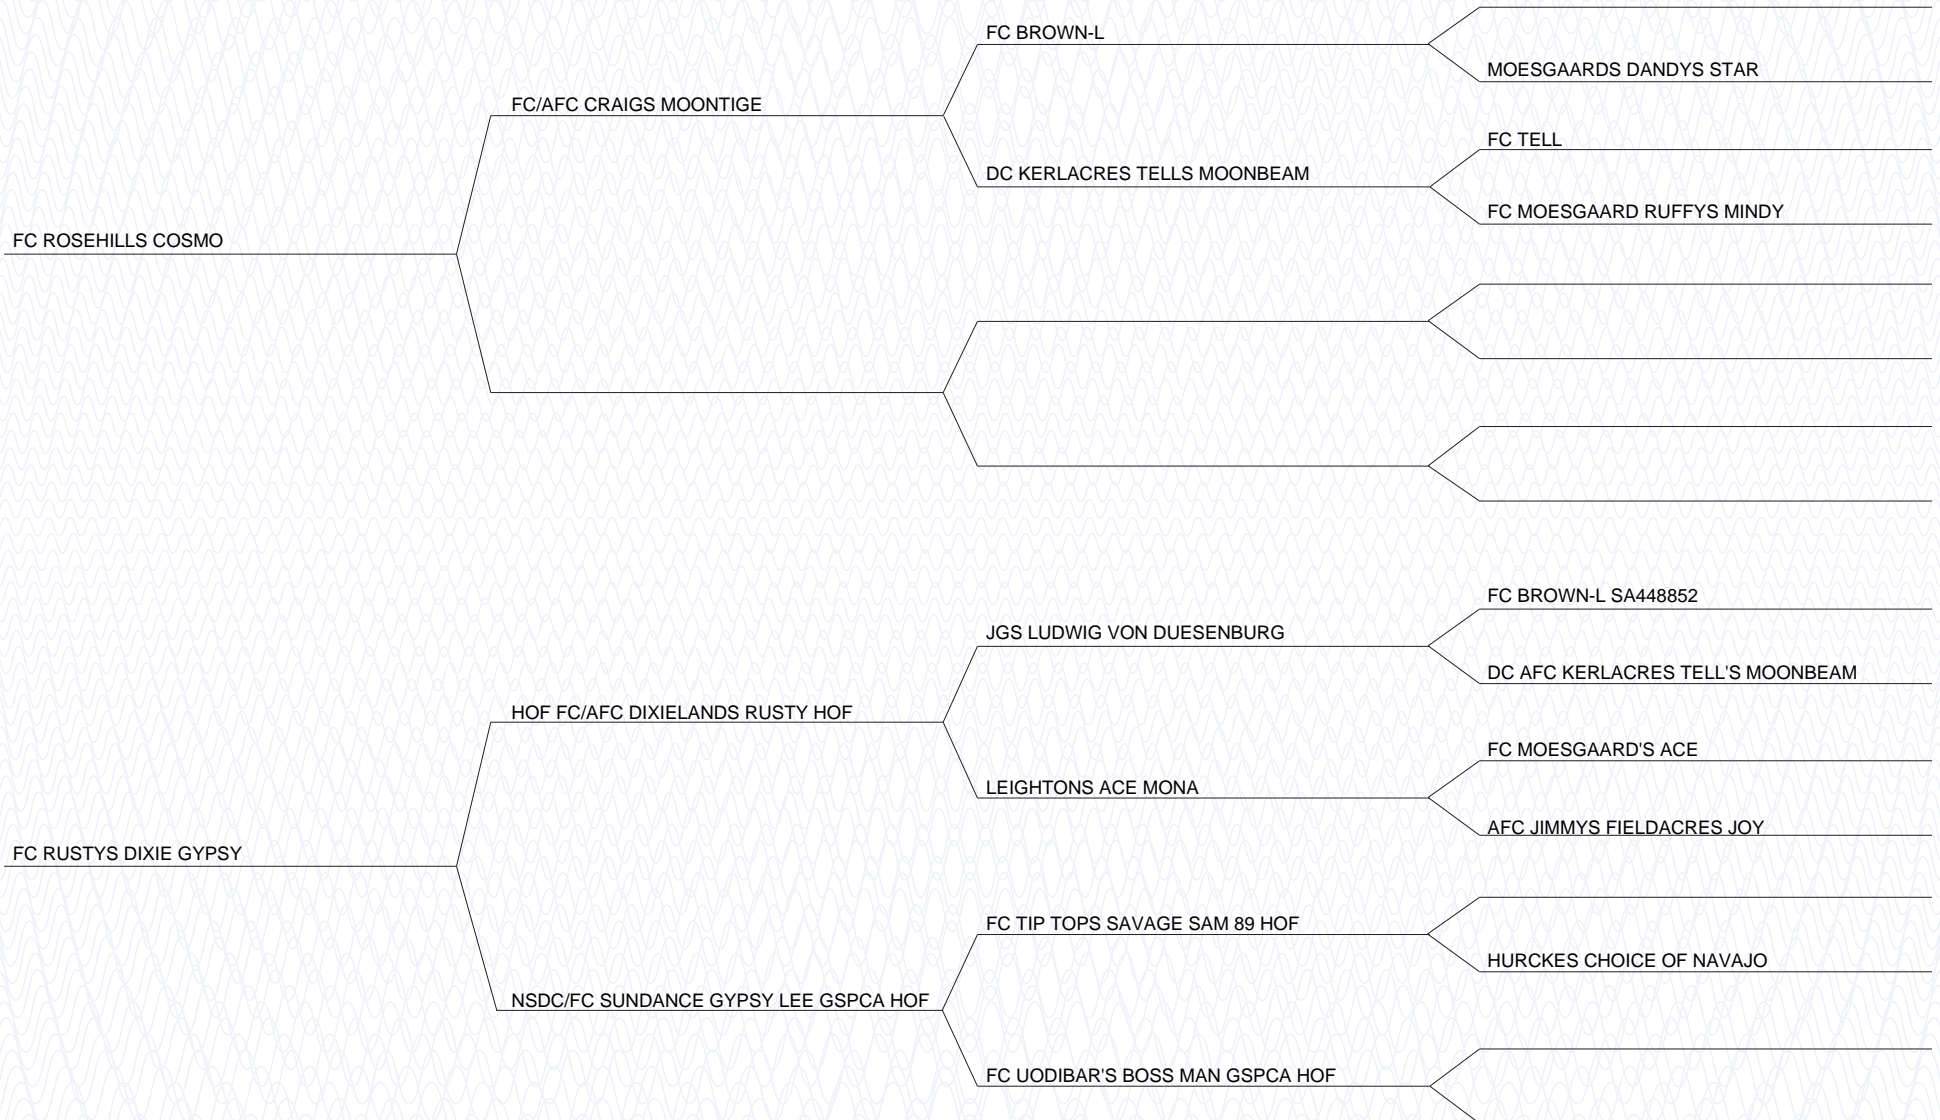 FC BROWN-L
MOESGAARDS DANDYS STAR
FC/AFC CRAIGS MOONTIGE
FC TELL
DC KERLACRES TELLS MOONBEAM
FC MOESGAARD RUFFYS MINDY
FC ROSEHILLS COSMO
FC BROWN-L SA448852
JGS LUDWIG VON DUESENBURG
DC AFC KERLACRES TELL'S MOONBEAM
HOF FC/AFC DIXIELANDS RUSTY HOF
FC MOESGAARD'S ACE
LEIGHTONS ACE MONA
AFC JIMMYS FIELDACRES JOY
FC RUSTYS DIXIE GYPSY
FC TIP TOPS SAVAGE SAM 89 HOF
HURCKES CHOICE OF NAVAJO
NSDC/FC SUNDANCE GYPSY LEE GSPCA HOF
FC UODIBAR'S BOSS MAN GSPCA HOF